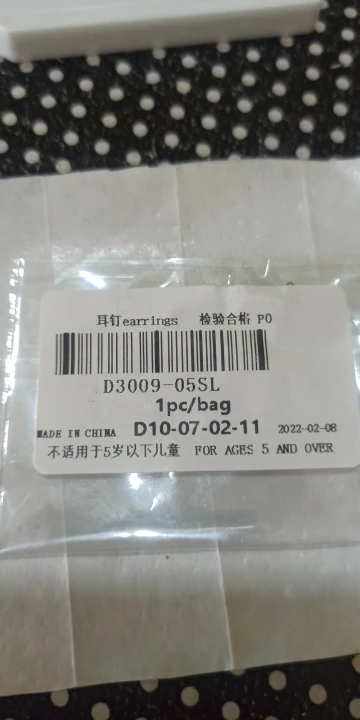 耳钉earrings 检验合格 P0
D3009-05SL
1pc/bag
MADE IN CHINA D10-07-02-11 2022-02-08
不适用于5岁以下儿童 FOR AGES 5 AND OVER